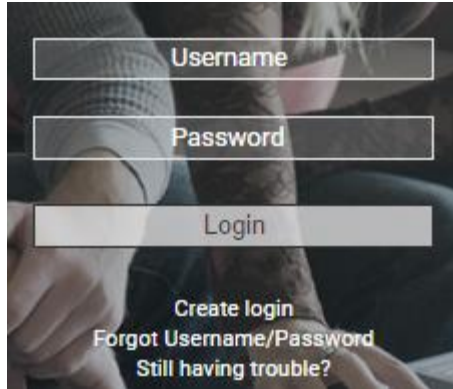 Username
Password
Login
Create login
Forgot Username/Password
Still having trouble?